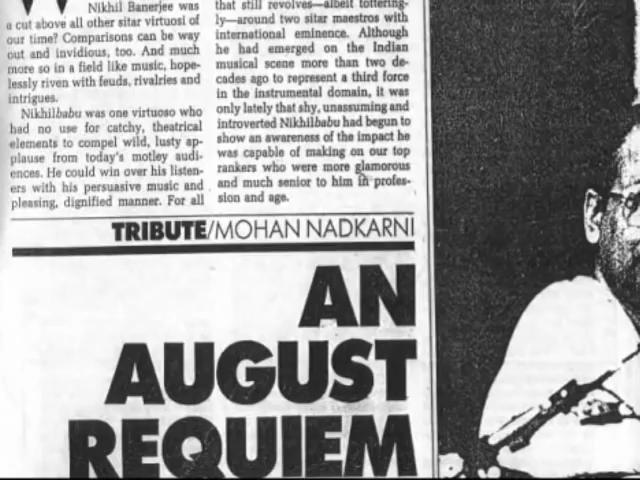 Nikhil Banerjee was
a cut above all other sitar virtuosi of
our time? Comparisons can be way
out and invidious, too. And much
more so in a field like music, hope-
lessly riven with feuds, rivalries and
intrigues.
Nikhilbabu was one virtuoso who
had no use for catchy, theatrical
elements to compel wild, lusty ap-
plause from today's motley audi-
ences. He could win over his listen-
ers with his persuasive music and
pleasing, dignified manner. For all
that still revolves—albeit tottering-
ly—around two sitar maestros with
international eminence. Although
he had emerged on the Indian
musical scene more than two de-
cades ago to represent a third force
in the instrumental domain, it was
only lately that shy, unassuming and
introverted Nikhilbabu had begun to
show an awareness of the impact he
was capable of making on our top
rankers who were more glamorous
and much senior to him in profes-
sion and age.
TRIBUTE/MOHAN NADKARNI
AN
AUGUST
REQUIEM